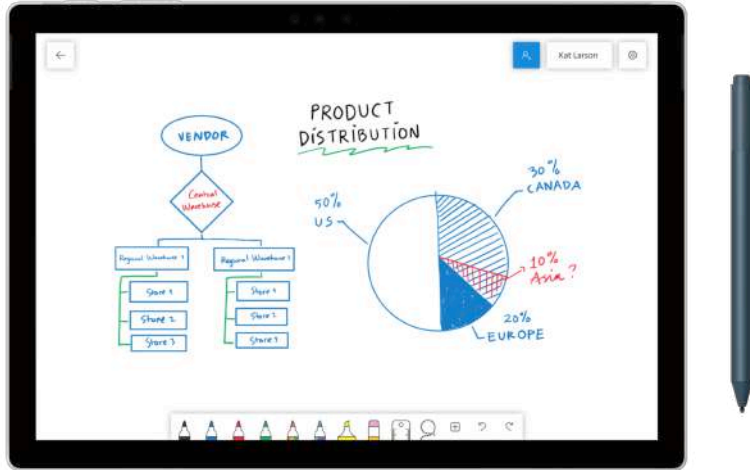 Kat Larson
PRODUCT
DISTRIBUTION
VENDOR
Central
Warehouse
Regional Warehouse 1
Regional Warehouse
Store 1
Store 2
Store 3
Store 1
Store 2
Store 3
50%
US
30%
CANADA
10%
Asia ?
20%
EUROPE